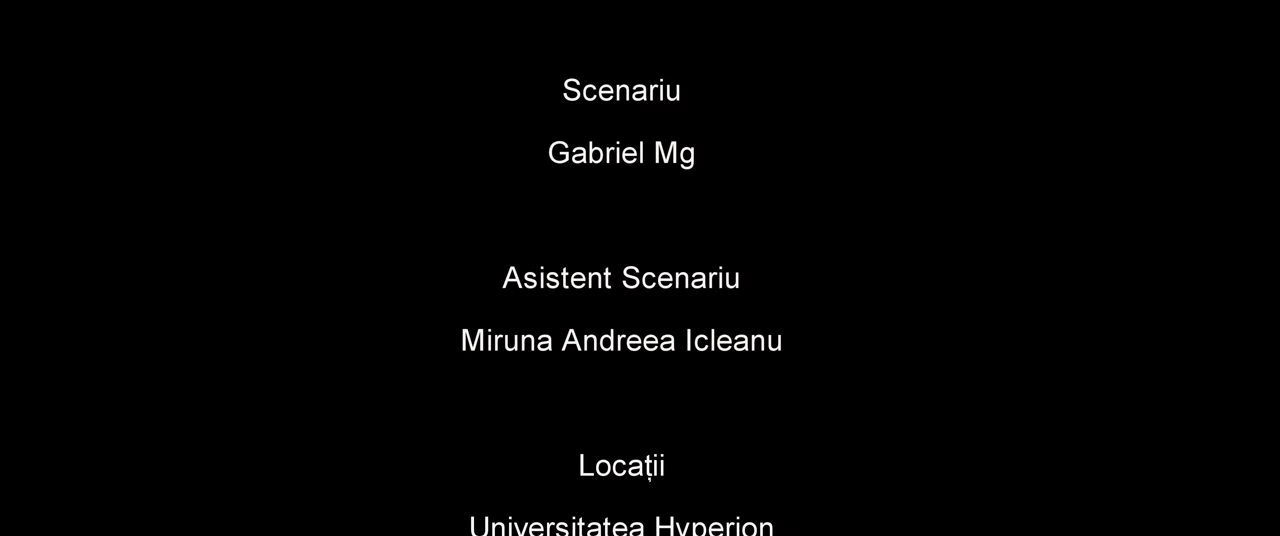 Scenariu
Gabriel Mg
Asistent Scenariu
Miruna Andreea Icleanu
Locații
Universitatea Hyperion